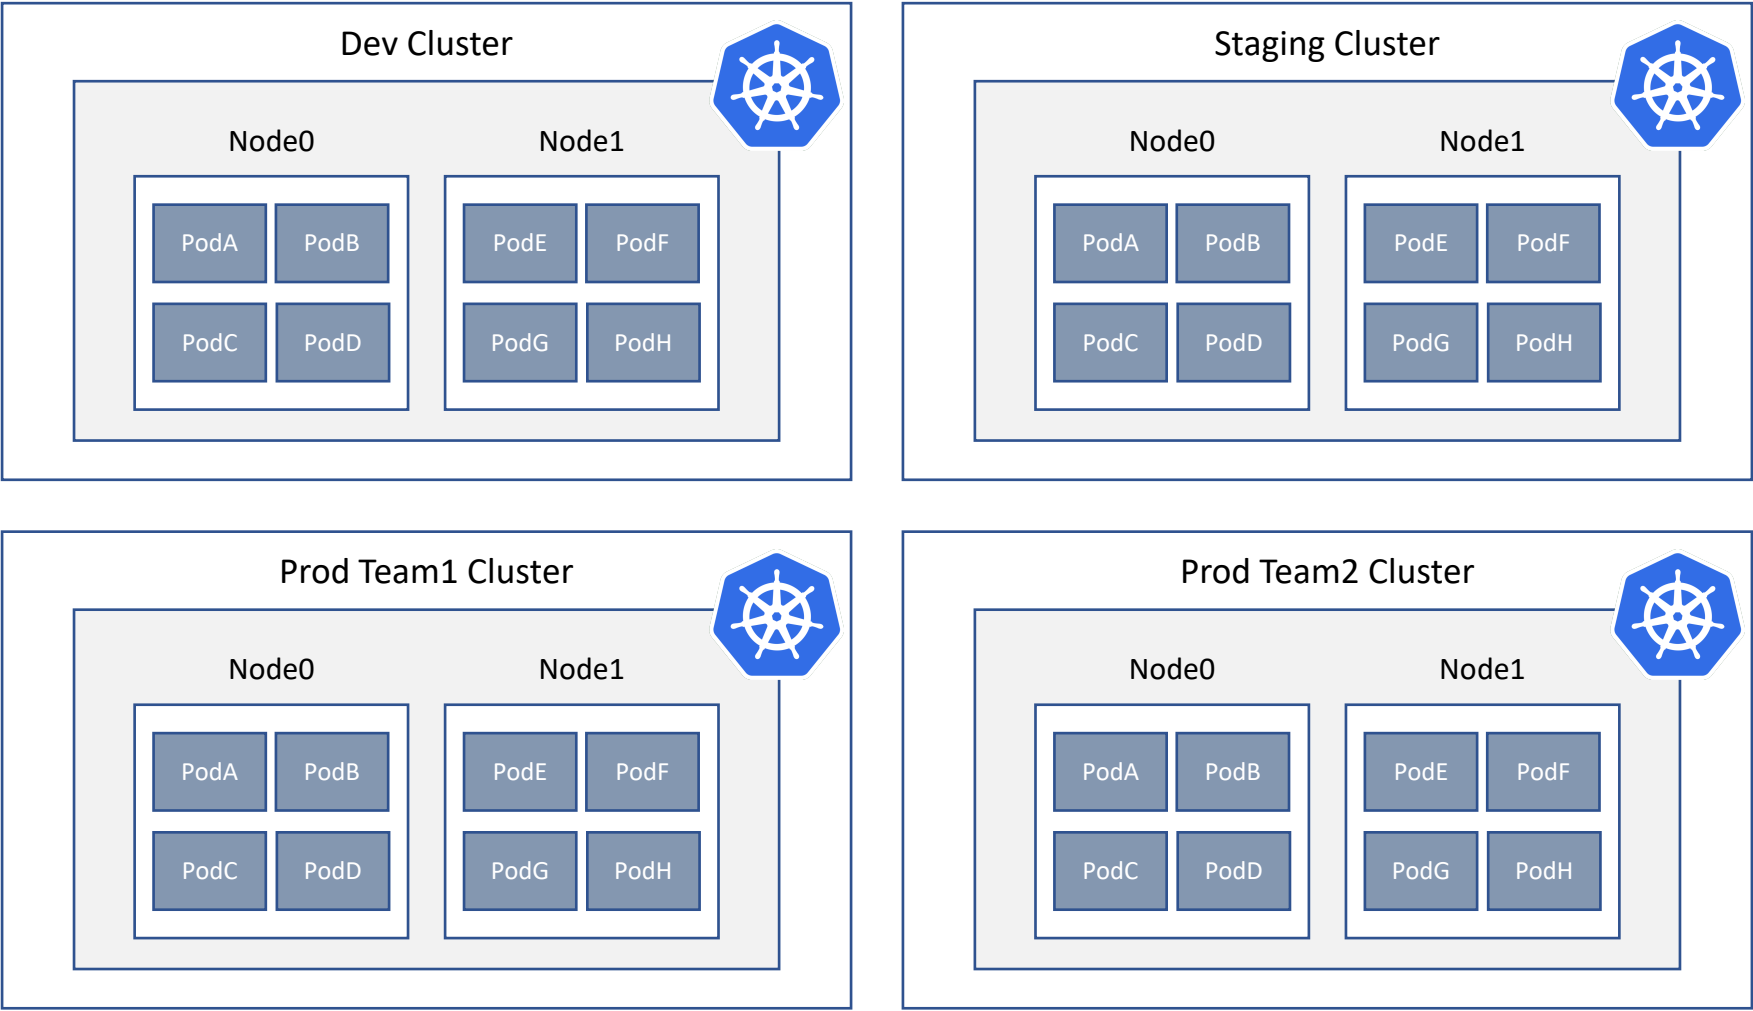 Dev Cluster
Node0 Node1
PodA PodB PodE PodF
PodC PodD PodG PodH
Staging Cluster
Node0 Node1
PodA PodB PodE PodF
PodC PodD PodG PodH
Prod Team1 Cluster
Node0 Node1
PodA PodB PodE PodF
PodC PodD PodG PodH
Prod Team2 Cluster
Node0 Node1
PodA PodB PodE PodF
PodC PodD PodG PodH